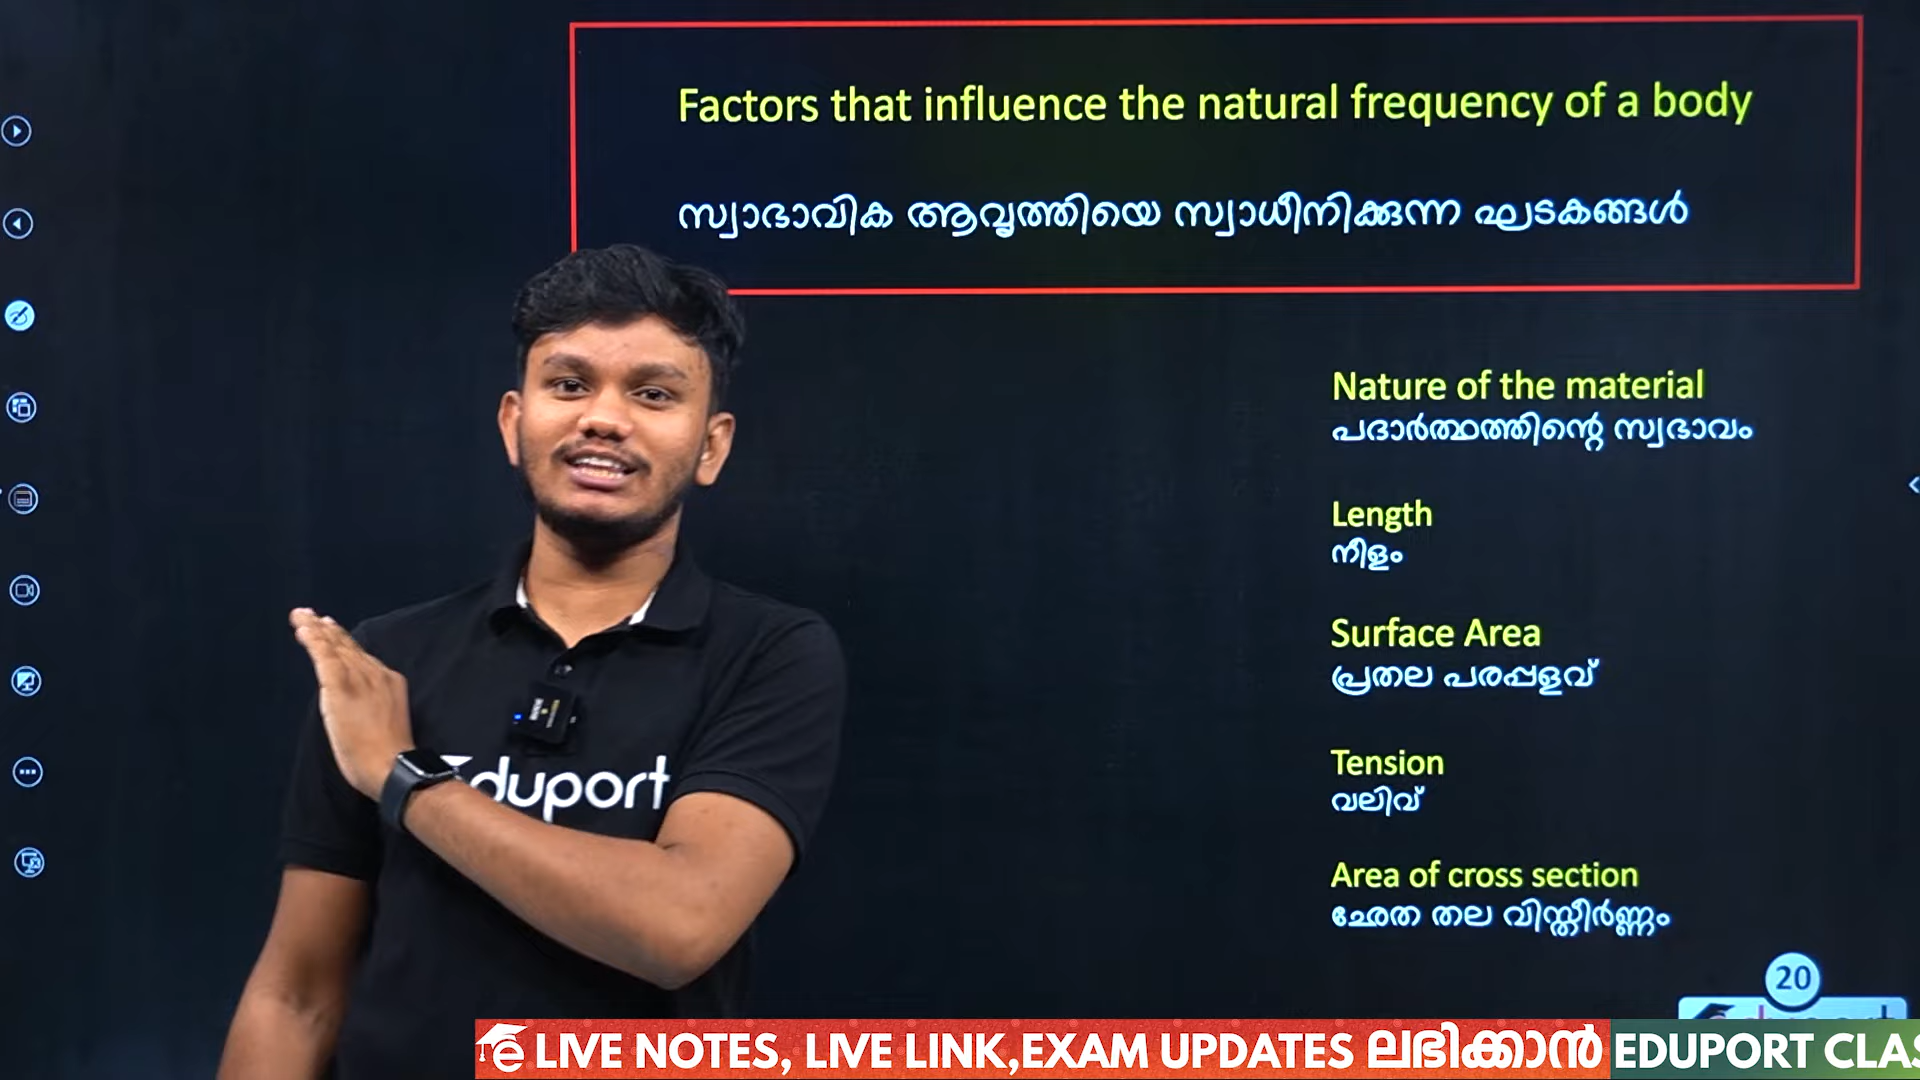 Factors that influence the natural frequency of a body
സ്വാഭാവിക ആവൃത്തിയെ സ്വാധീനിക്കുന്ന ഘടകങ്ങൾ
Nature of the material
പദാർത്ഥത്തിന്റെ സ്വഭാവം
Length
നീളം
Surface Area
പ്രതല പരപ്പളവ്
Tension
വലിവ്
Area of cross section
ഛേത തല വിസ്തീർണ്ണം
duport
20
LIVE NOTES, LIVE LINK,EXAM UPDATES ലഭിക്കാൻ EDUPORT CLAS